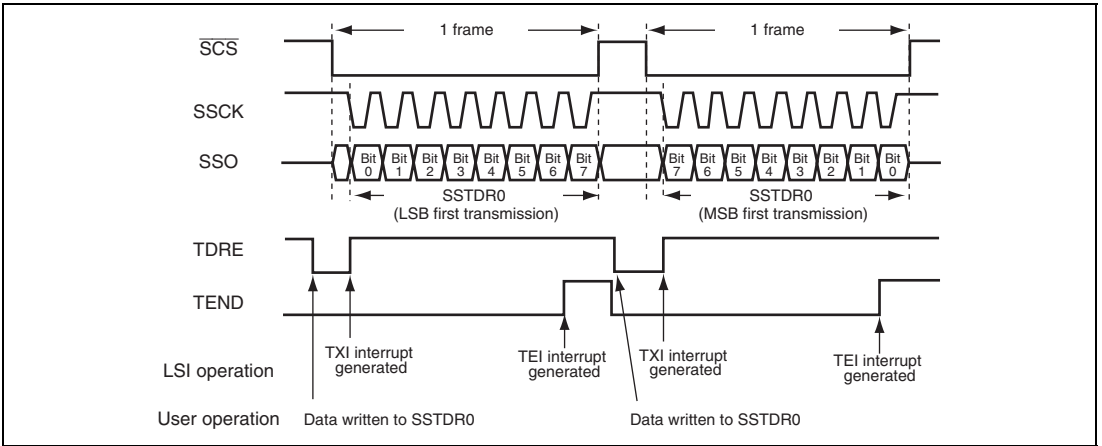 1 frame 1 frame
SCS
SSCK
SSO Bit 0 Bit 1 Bit 2 Bit 3 Bit 4 Bit 5 Bit 6 Bit 7 Bit 7 Bit 6 Bit 5 Bit 4 Bit 3 Bit 2 Bit 1 Bit 0
SSTDR0 SSTDR0
(LSB first transmission) (MSB first transmission)
TDRE
TEND
TXI interrupt generated TEI interrupt generated TXI interrupt generated TEI interrupt generated
LSI operation
User operation Data written to SSTDR0 Data written to SSTDR0